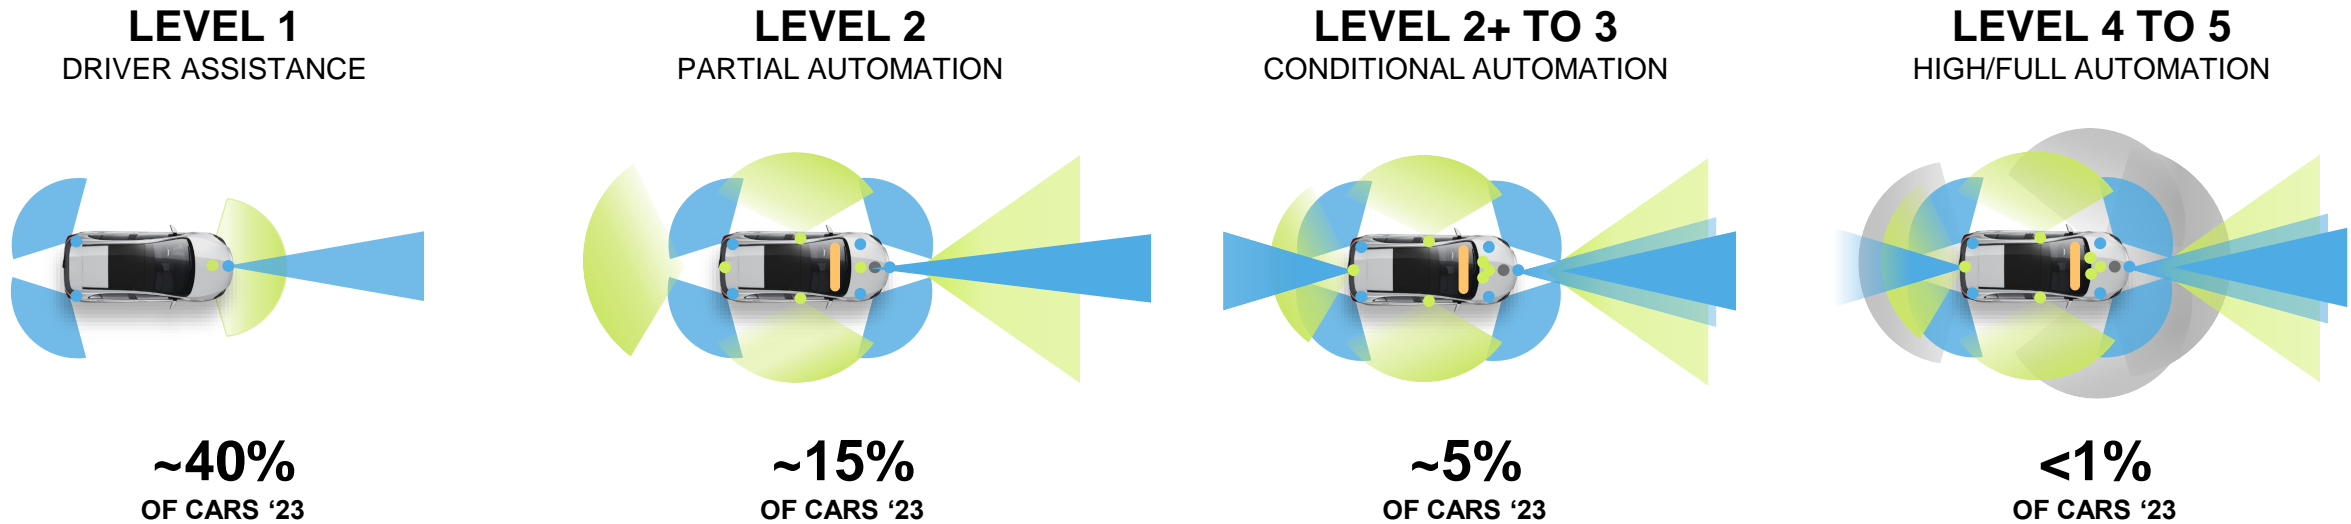 LEVEL 1
DRIVER ASSISTANCE
~40%
OF CARS ‘23
LEVEL 2
PARTIAL AUTOMATION
~15%
OF CARS ‘23
LEVEL 2+ TO 3
CONDITIONAL AUTOMATION
~5%
OF CARS ‘23
LEVEL 4 TO 5
HIGH/FULL AUTOMATION
<1%
OF CARS ‘23